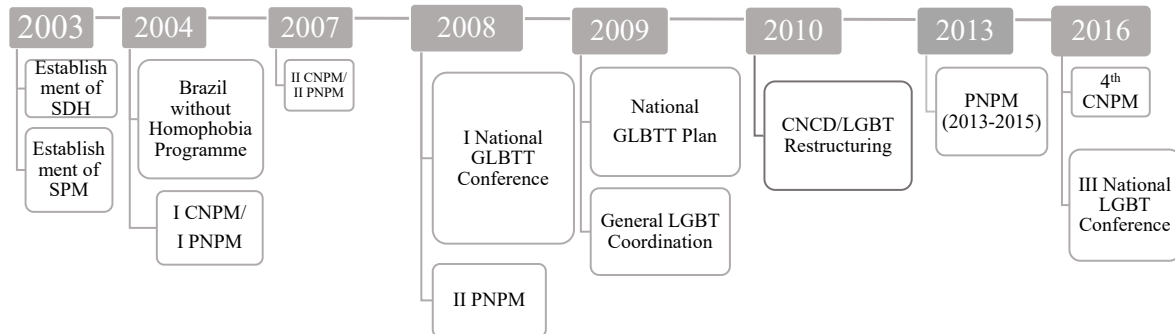 2003
Establish
ment of
SDH
Establish
ment of
SPM
2004
Brazil
without
Homophobia
Programme
I CNPM/
I PNPM
2007
II CNPM/
II PNPM
2008
I National
GLBTT
Conference
II PNPM
2009
National
GLBTT Plan
General LGBT
Coordination
2010
CNCD/LGBT
Restructuring
2013
PNPM
(2013-2015)
2016
4th
CNPM
III National
LGBT
Conference